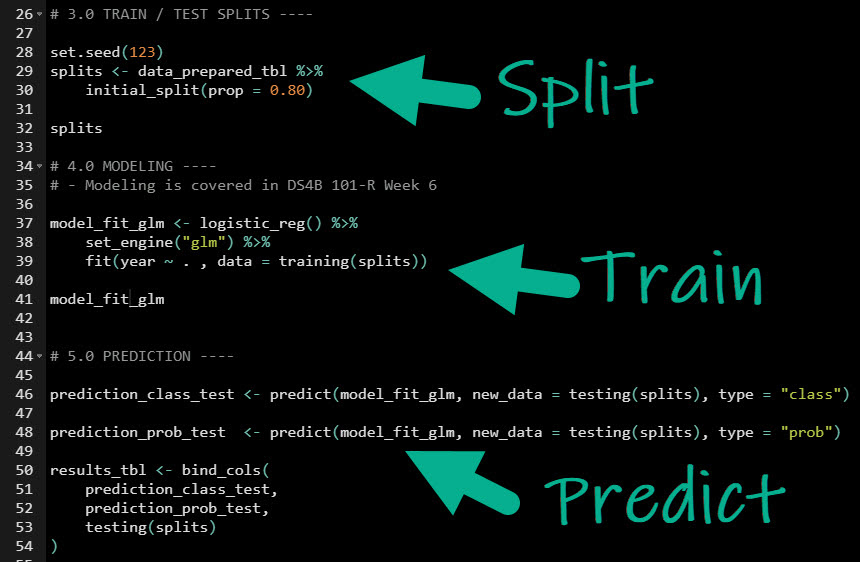 26 # 3.0 TRAIN / TEST SPLITS ----
27
28 set.seed(123)
29 splits <- data_prepared_tbl %>%
30     initial_split(prop = 0.80)
Split
31
32 splits
33
34 # 4.0 MODELING ----
35 # - Modeling is covered in DS4B 101-R Week 6
36
37 model_fit_glm <- logistic_reg() %>%
38     set_engine("glm") %>%
39     fit(year ~ . , data = training(splits))
Train
40
41 model_fit_glm
42
43
44 # 5.0 PREDICTION ----
45
46 prediction_class_test <- predict(model_fit_glm, new_data = testing(splits), type = "class")
47
48 prediction_prob_test  <- predict(model_fit_glm, new_data = testing(splits), type = "prob")
49
50 results_tbl <- bind_cols(
51     prediction_class_test,
52     prediction_prob_test,
Predict
53     testing(splits)
54 )